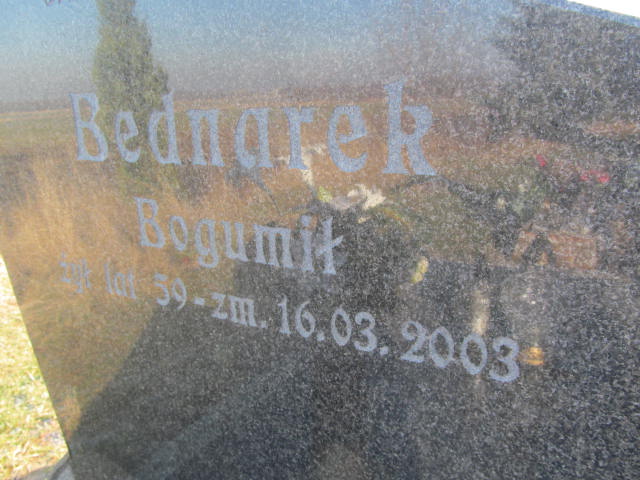 Bednarek
Bogumił
żył lat 59-zm. 16.03.2003